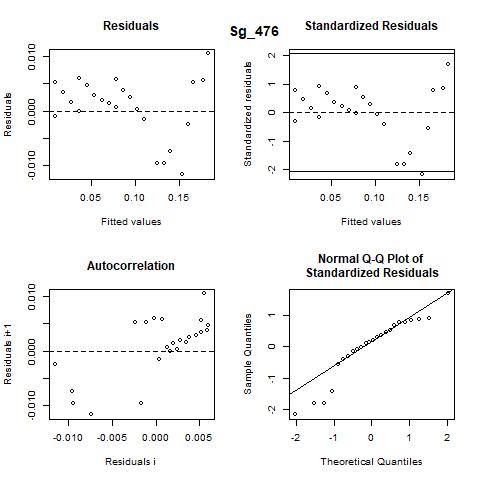 Sg_476
Residuals
0.010
0.000
-0.010
Residuals
0.05 0.10 0.15
Fitted values
Standardized Residuals
2
1
0
-1
-2
Standardized residuals
0.05 0.10 0.15
Fitted values
Autocorrelation
0.010
0.000
-0.010
Residuals i+1
-0.010 -0.005 0.000 0.005
Residuals i
Normal Q-Q Plot of
Standardized Residuals
1
0
-1
-2
Sample Quantiles
-2 -1 0 1 2
Theoretical Quantiles